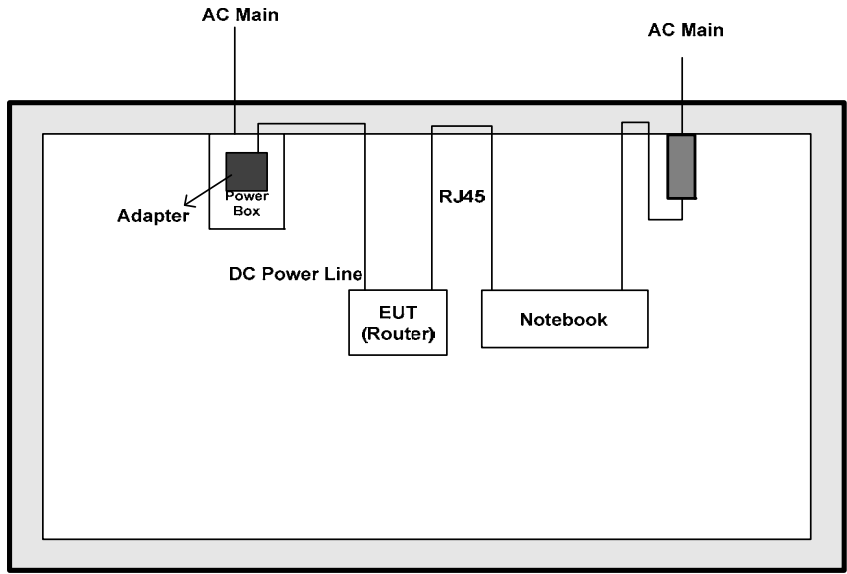 AC Main
AC Main
Power
Box
Adapter
RJ45
DC Power Line
EUT
(Router)
Notebook